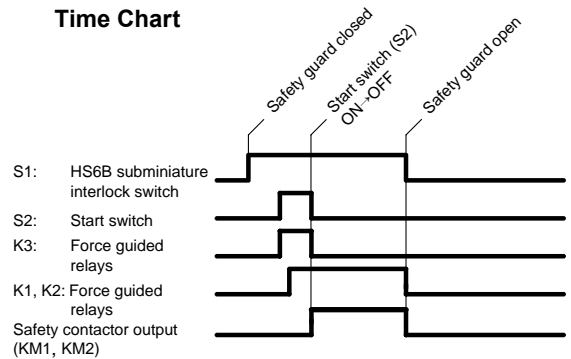 Time Chart
Safety guard closed
Start switch (S2)
ON→OFF
Safety guard open
S1: HS6B subminiature
interlock switch
S2: Start switch
K3: Force guided
relays
K1, K2: Force guided
relays
Safety contactor output
(KM1, KM2)